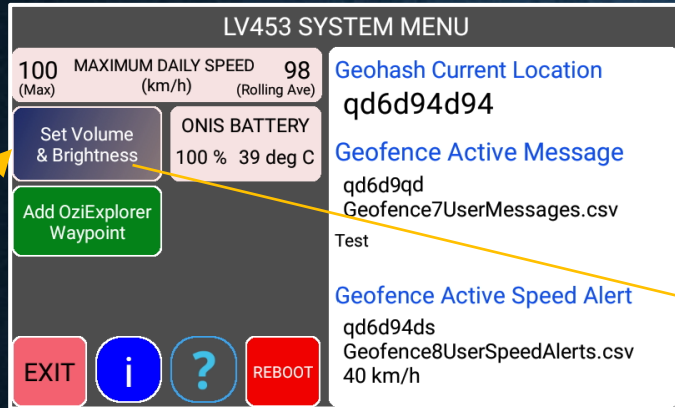 LV453 SYSTEM MENU
100 MAXIMUM DAILY SPEED 98
(Max) (km/h) (Rolling Ave)
Set Volume
& Brightness
ONIS BATTERY
100 % 39 deg C
Add OziExplorer
Waypoint
EXIT
i
?
REBOOT
Geohash Current Location
qd6d94d94
Geofence Active Message
qd6d9qd
Geofence7UserMessages.csv
Test
Geofence Active Speed Alert
qd6d94ds
Geofence8UserSpeedAlerts.csv
40 km/h